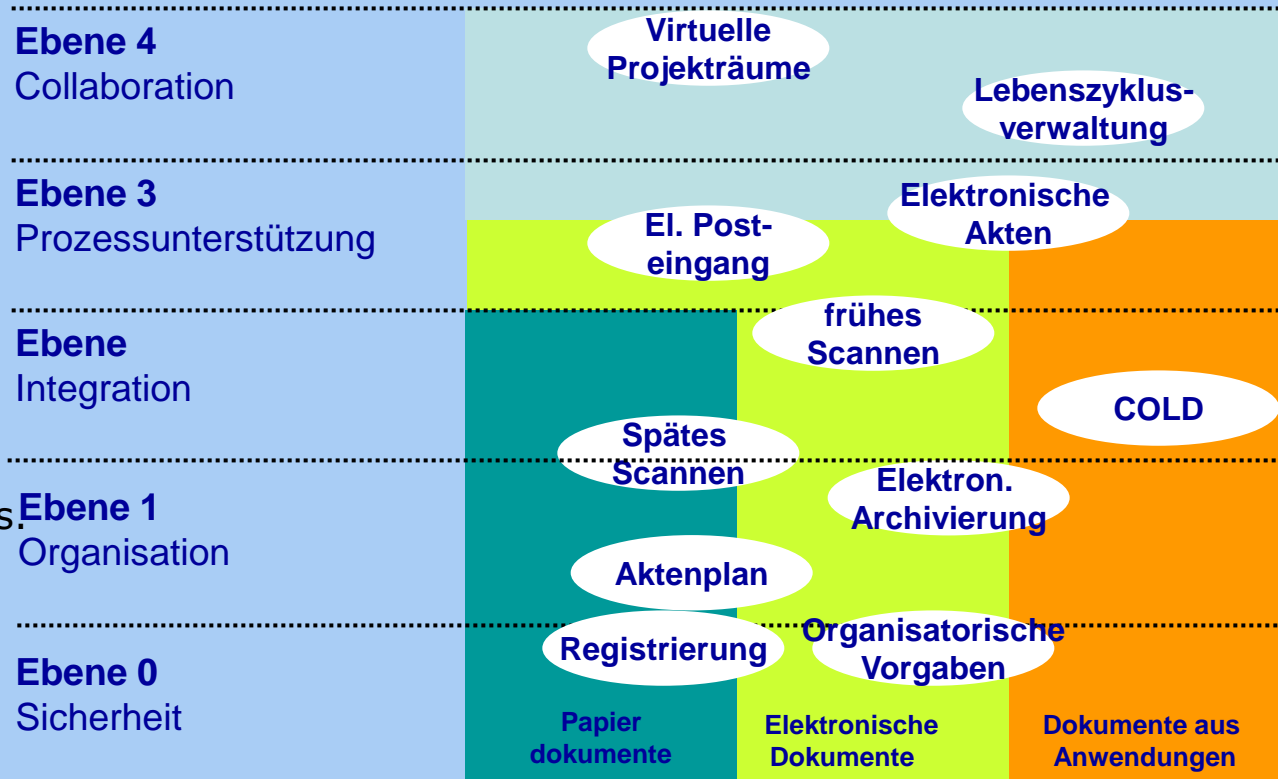 Ebene 4
Collaboration
Virtuelle
Projekträume
Lebenszyklus-
verwaltung
Ebene 3
Prozessunterstützung
El. Post-
eingang
Elektronische
Akten
Ebene
Integration
frühes
Scannen
COLD
Spätes
Scannen
s.
Ebene 1
Organisation
Elektron.
Archivierung
Aktenplan
Ebene 0
Sicherheit
Registrierung
Organisatorische
Vorgaben
Papier
dokumente
Elektronische
Dokumente
Dokumente aus
Anwendungen